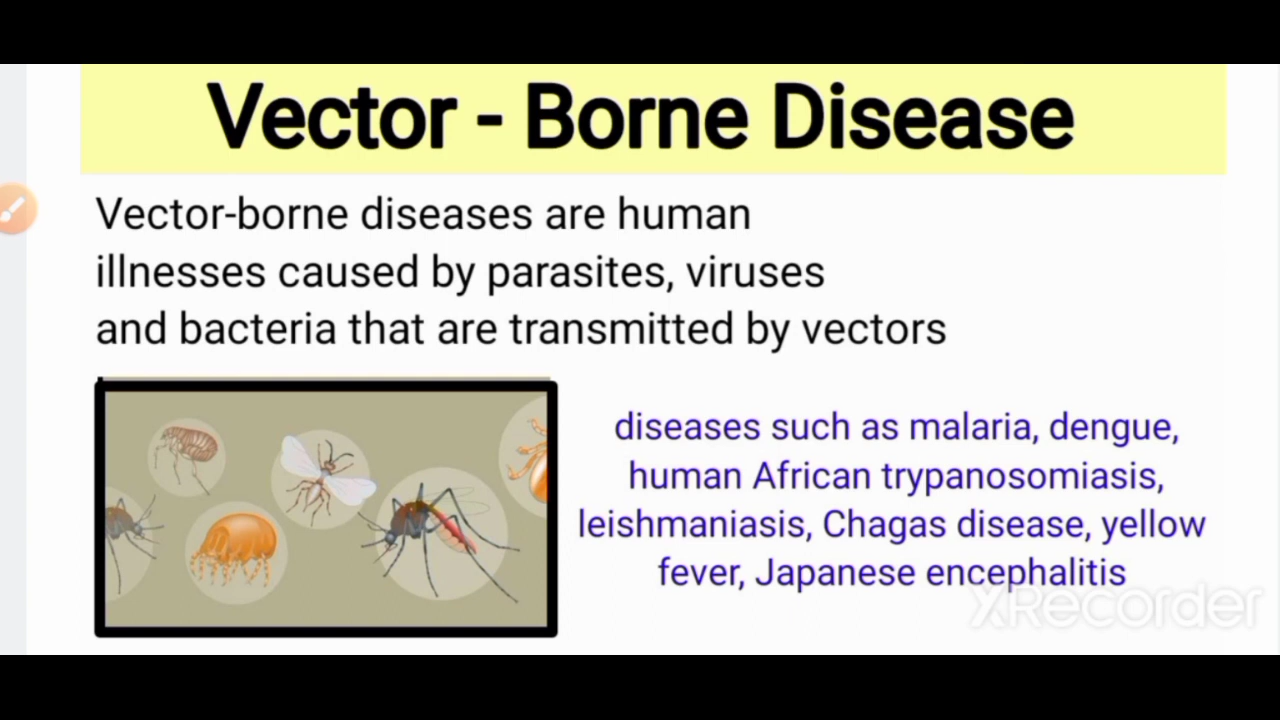 Vector - Borne Disease
Vector-borne diseases are human
illnesses caused by parasites, viruses
and bacteria that are transmitted by vectors
diseases such as malaria, dengue,
human African trypanosomiasis,
leishmaniasis, Chagas disease, yellow
fever, Japanese encephalitis
XRecorder